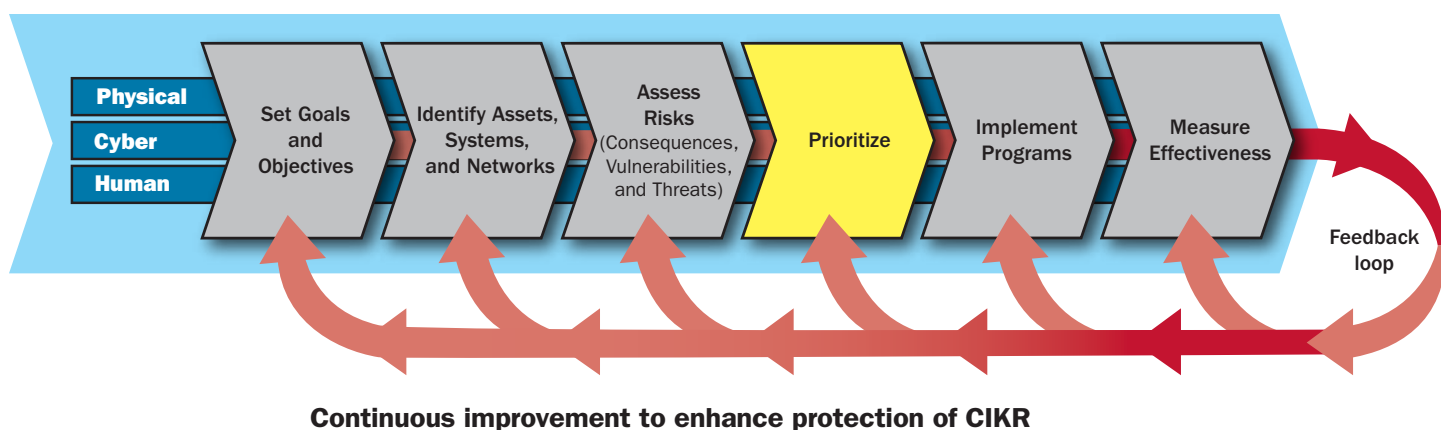 Physical
Cyber
Human
Set Goals
and
Objectives
Identify Assets,
Systems,
and Networks
Assess
Risks
(Consequences,
Vulnerabilities,
and Threats)
Prioritize
Implement
Programs
Measure
Effectiveness
Feedback
loop
Continuous improvement to enhance protection of CIKR